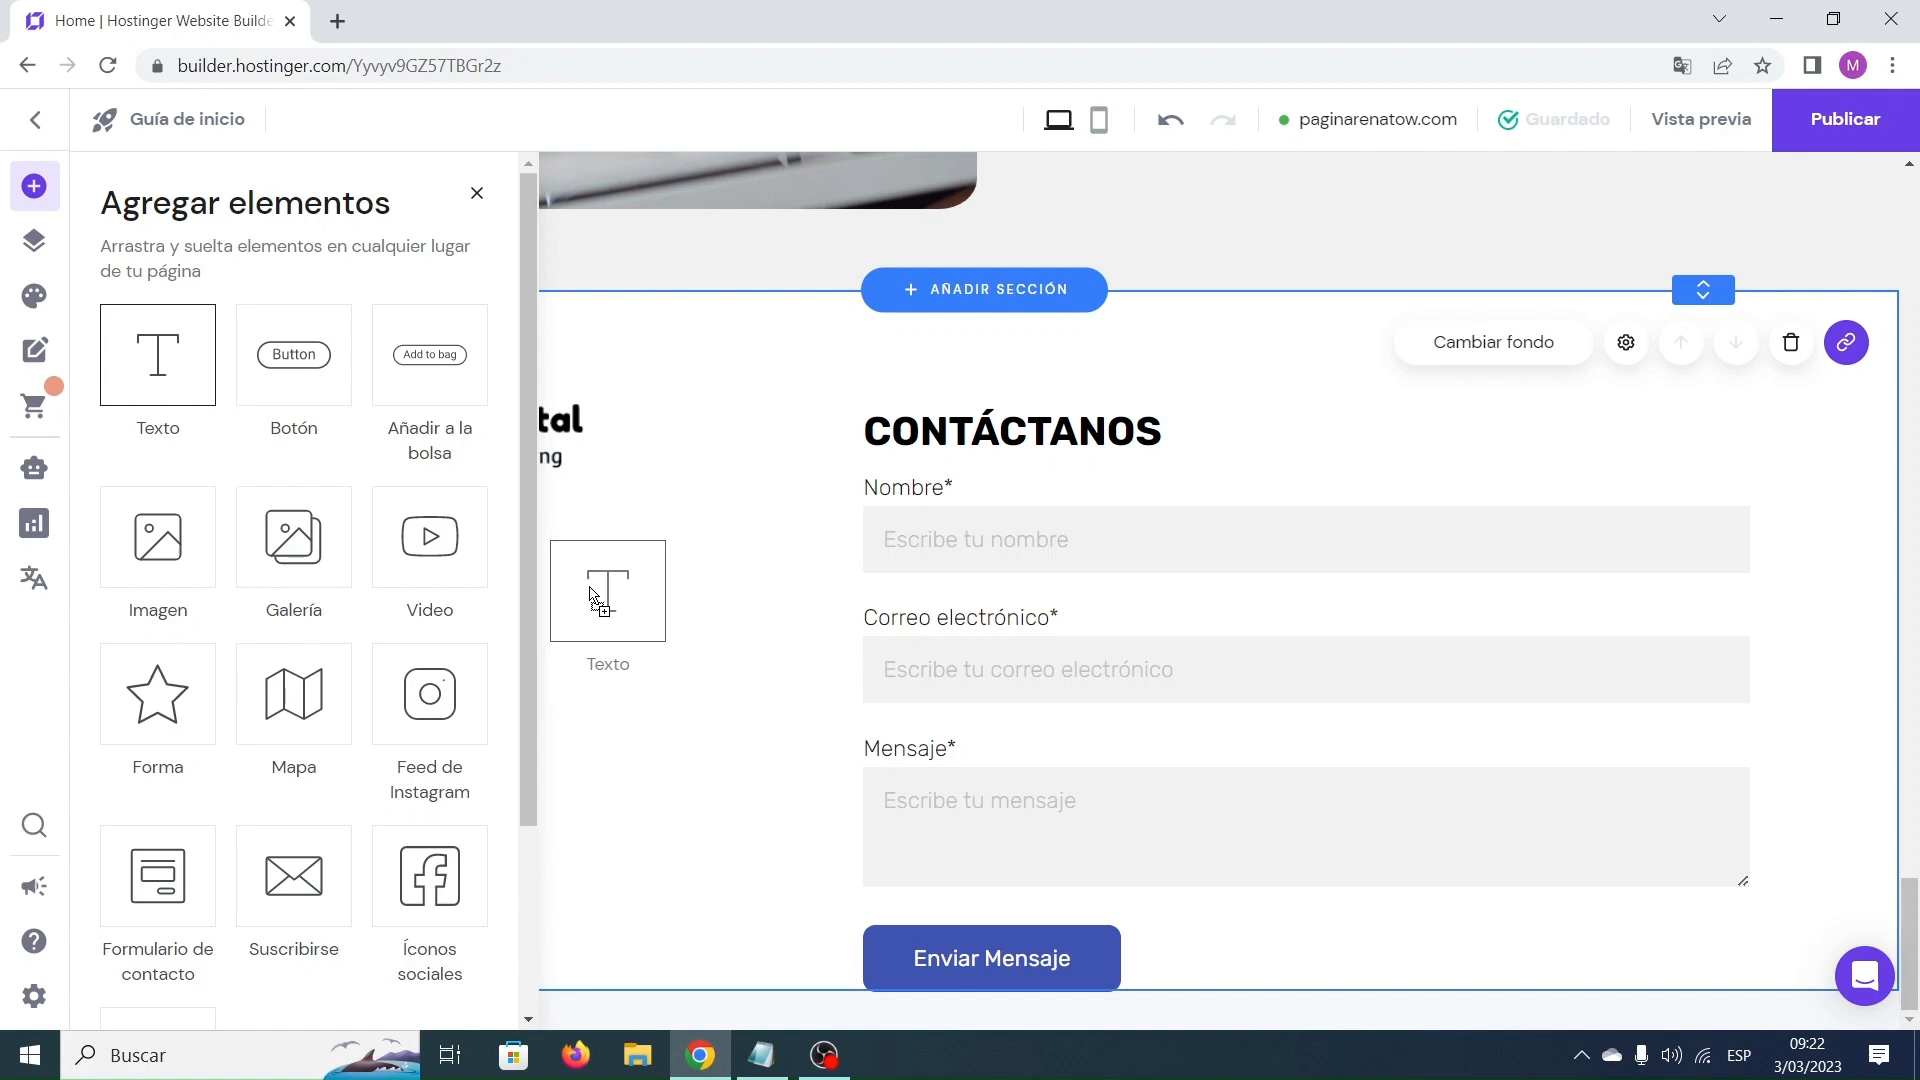 Home | Hostinger Website Builde
builder.hostinger.com/Yyvyv9GZ57TBGr2z
M
Guía de inicio
paginarenatow.com
Guardado
Vista previa
Publicar
Agregar elementos
Arrastra y suelta elementos en cualquier lugar
de tu página
Button
Add to bag
Texto
Botón
Añadir a la
bolsa
Imagen
Galería
Video
Forma
Mapa
Feed de
Instagram
Formulario de
contacto
Suscribirse
Íconos
sociales
AÑADIR SECCIÓN
Cambiar fondo
tal
ng
Texto
CONTÁCTANOS
Nombre*
Escribe tu nombre
Correo electrónico*
Escribe tu correo electrónico
Mensaje*
Escribe tu mensaje
Enviar Mensaje
Buscar
ESP
09:22
3/03/2023